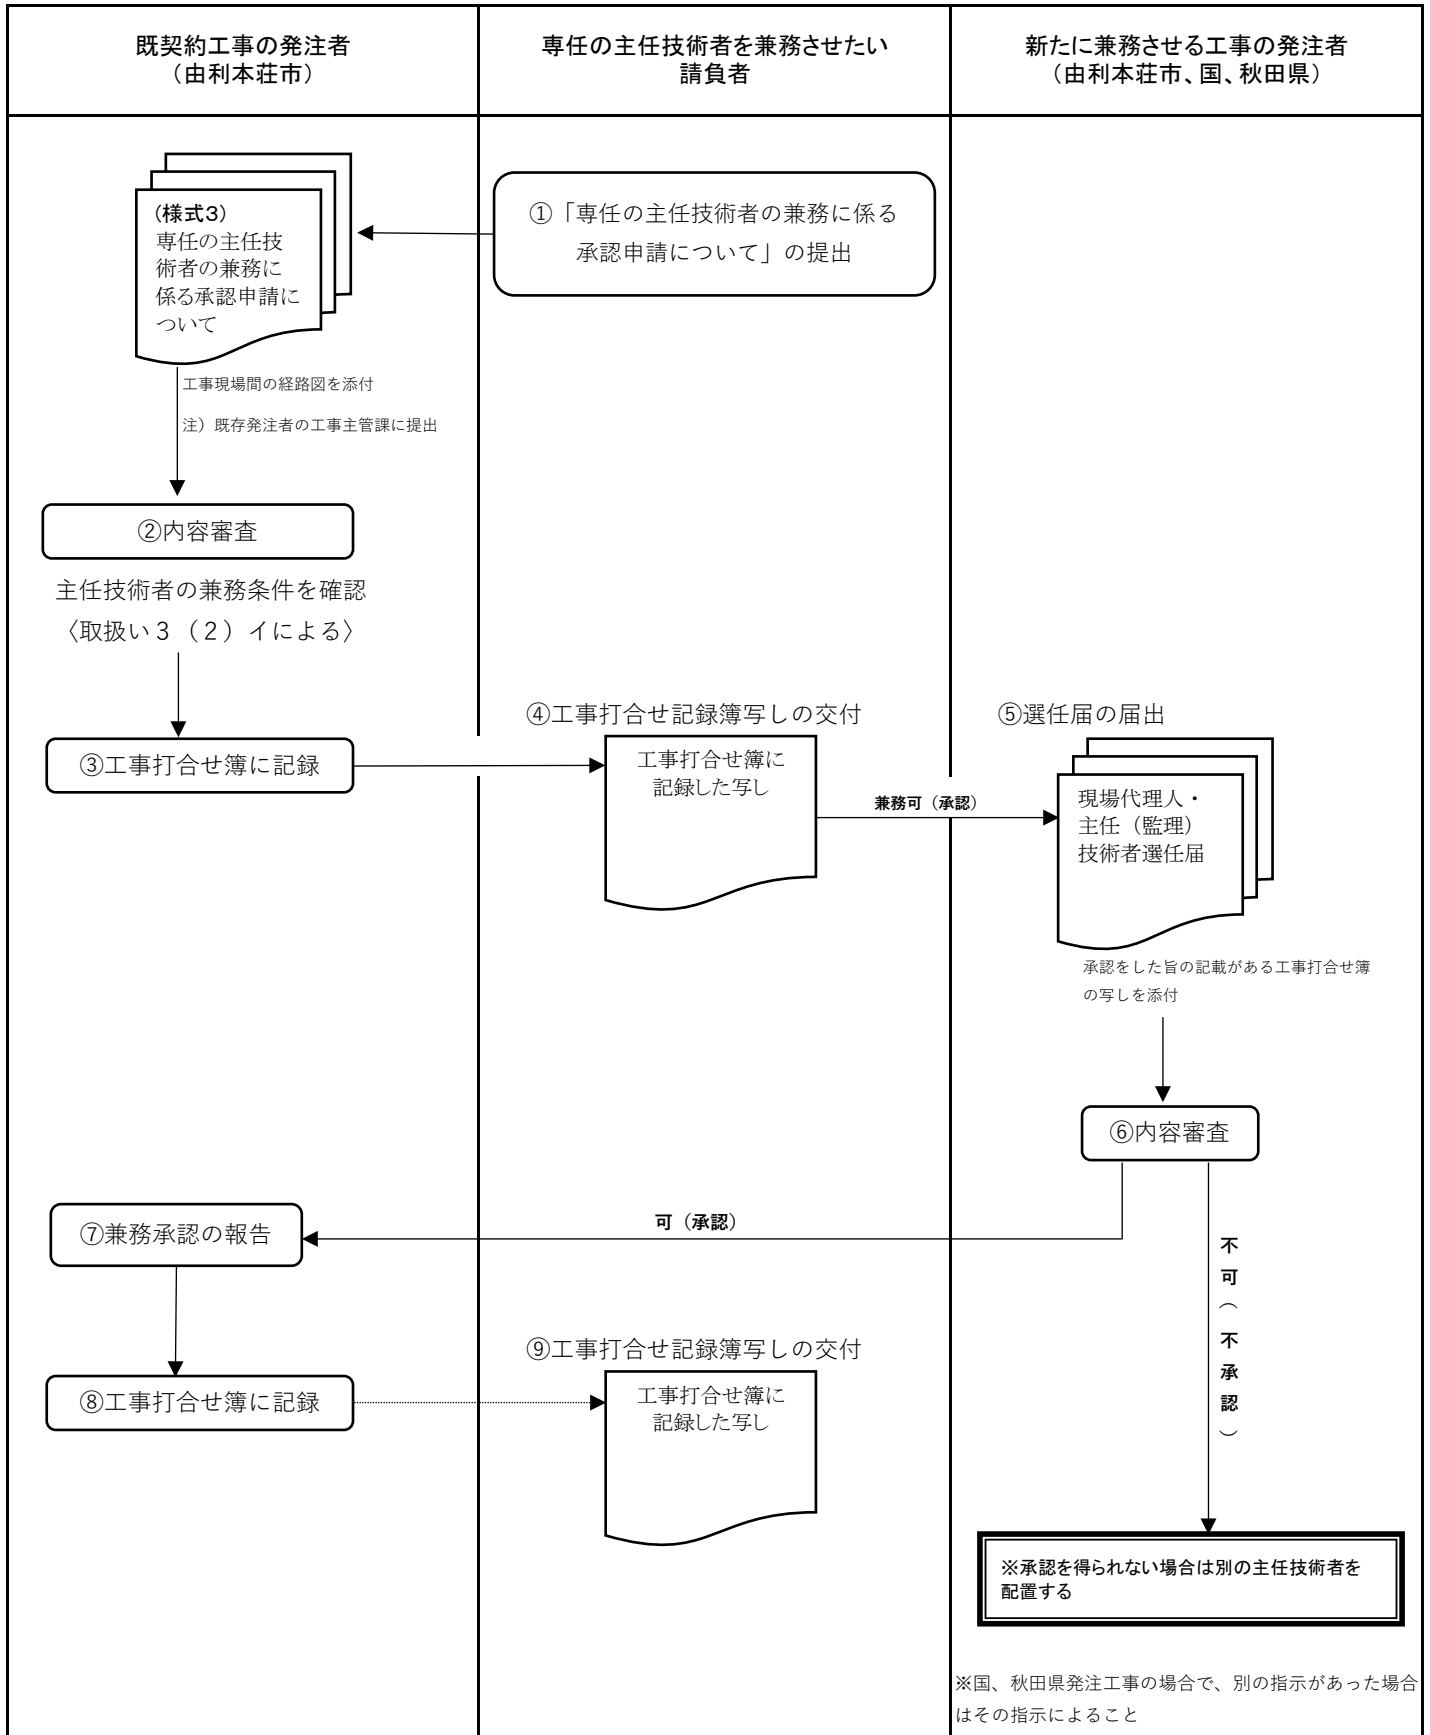 既契約工事の発注者
（由利本荘市）
専任の主任技術者を兼務させたい
請負者
新たに兼務させる工事の発注者
（由利本荘市、国、秋田県）
①「専任の主任技術者の兼務に係る
承認申請について」の提出
(様式3)
専任の主任技
術者の兼務に
係る承認申請に
ついて
工事現場間の経路図を添付
注）既存発注者の工事主管課に提出
②内容審査
主任技術者の兼務条件を確認
〈取扱い３（２）イによる〉
③工事打合せ簿に記録
④工事打合せ記録簿写しの交付
工事打合せ簿に
記録した写し
兼務可（承認）
⑤選任届の届出
現場代理人・
主任（監理）
技術者選任届
承認をした旨の記載がある工事打合せ簿
の写しを添付
⑥内容審査
可（承認）
不可（不承認）
⑦兼務承認の報告
⑧工事打合せ簿に記録
⑨工事打合せ記録簿写しの交付
工事打合せ簿に
記録した写し
※承認を得られない場合は別の主任技術者を
配置する
※国、秋田県発注工事の場合で、別の指示があった場合
はその指示によること